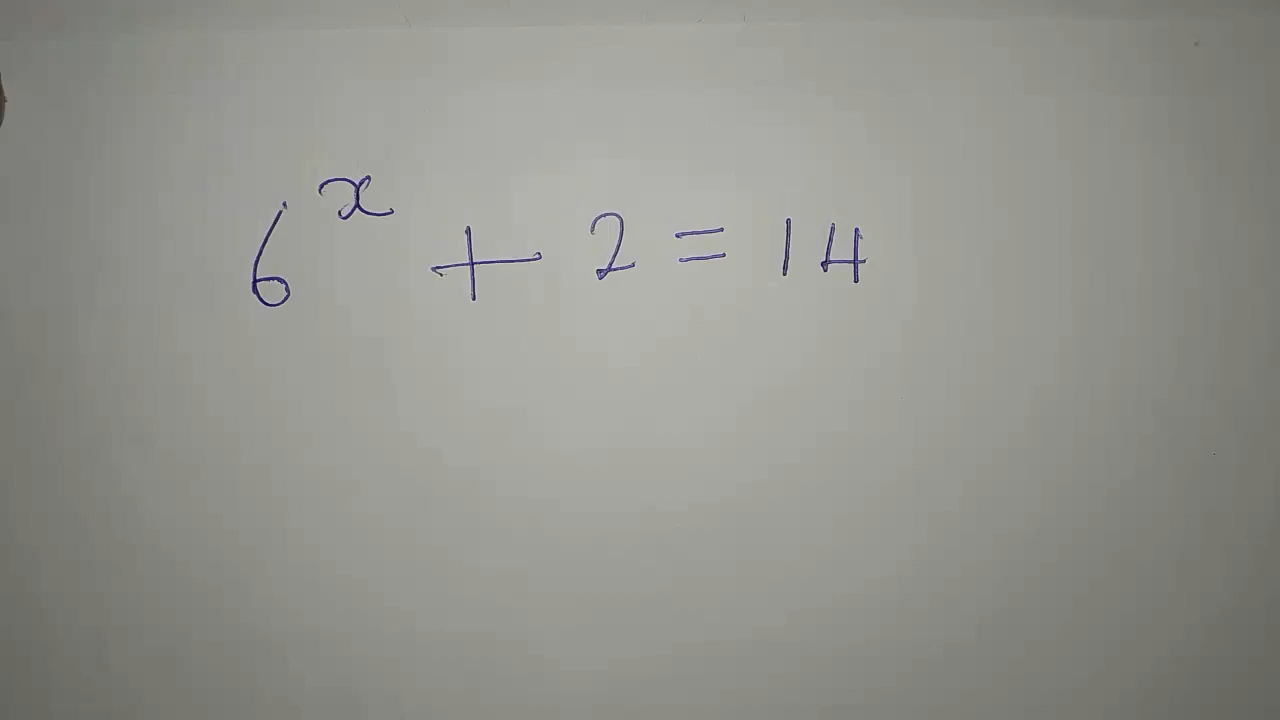 6^x + 2 = 14